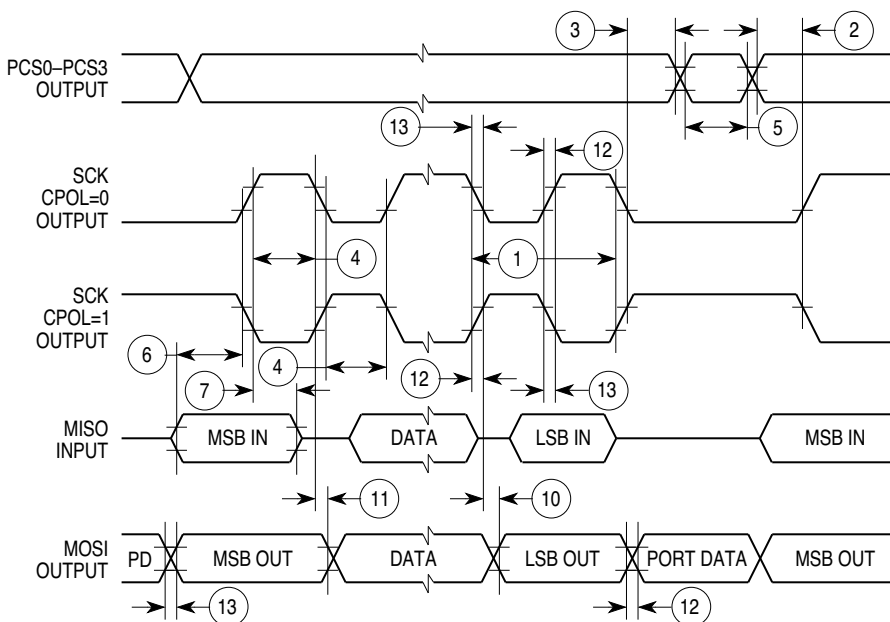 3
2
PCS0–PCS3
OUTPUT
5
13
12
SCK
CPOL=0
OUTPUT
4
1
SCK
CPOL=1
OUTPUT
6
4
7
12
13
MISO
INPUT
MSB IN
DATA
LSB IN
MSB IN
11
10
MOSI
OUTPUT
PD
MSB OUT
DATA
LSB OUT
PORT DATA
MSB OUT
13
12